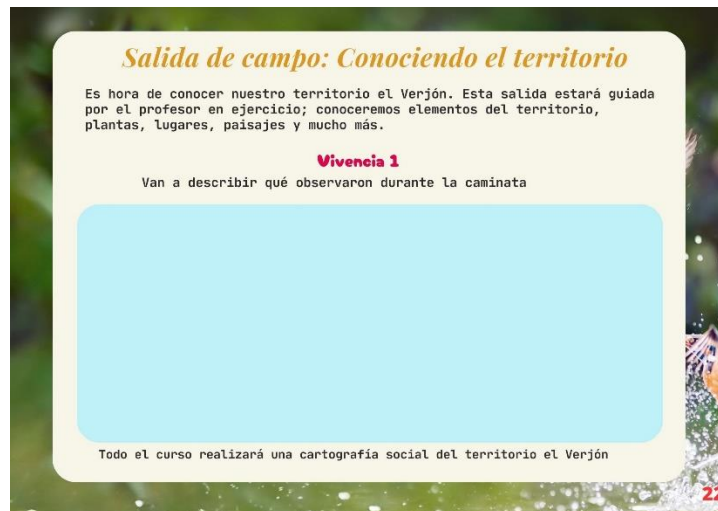 Salida de campo: Conociendo el territorio
Es hora de conocer nuestro territorio el Verjón. Esta salida estará guiada
por el profesor en ejercicio; conoceremos elementos del territorio,
plantas, lugares, paisajes y mucho más.
Vivencia 1
Van a describir qué observaron durante la caminata
Todo el curso realizará una cartografía social del territorio el Verjón
22